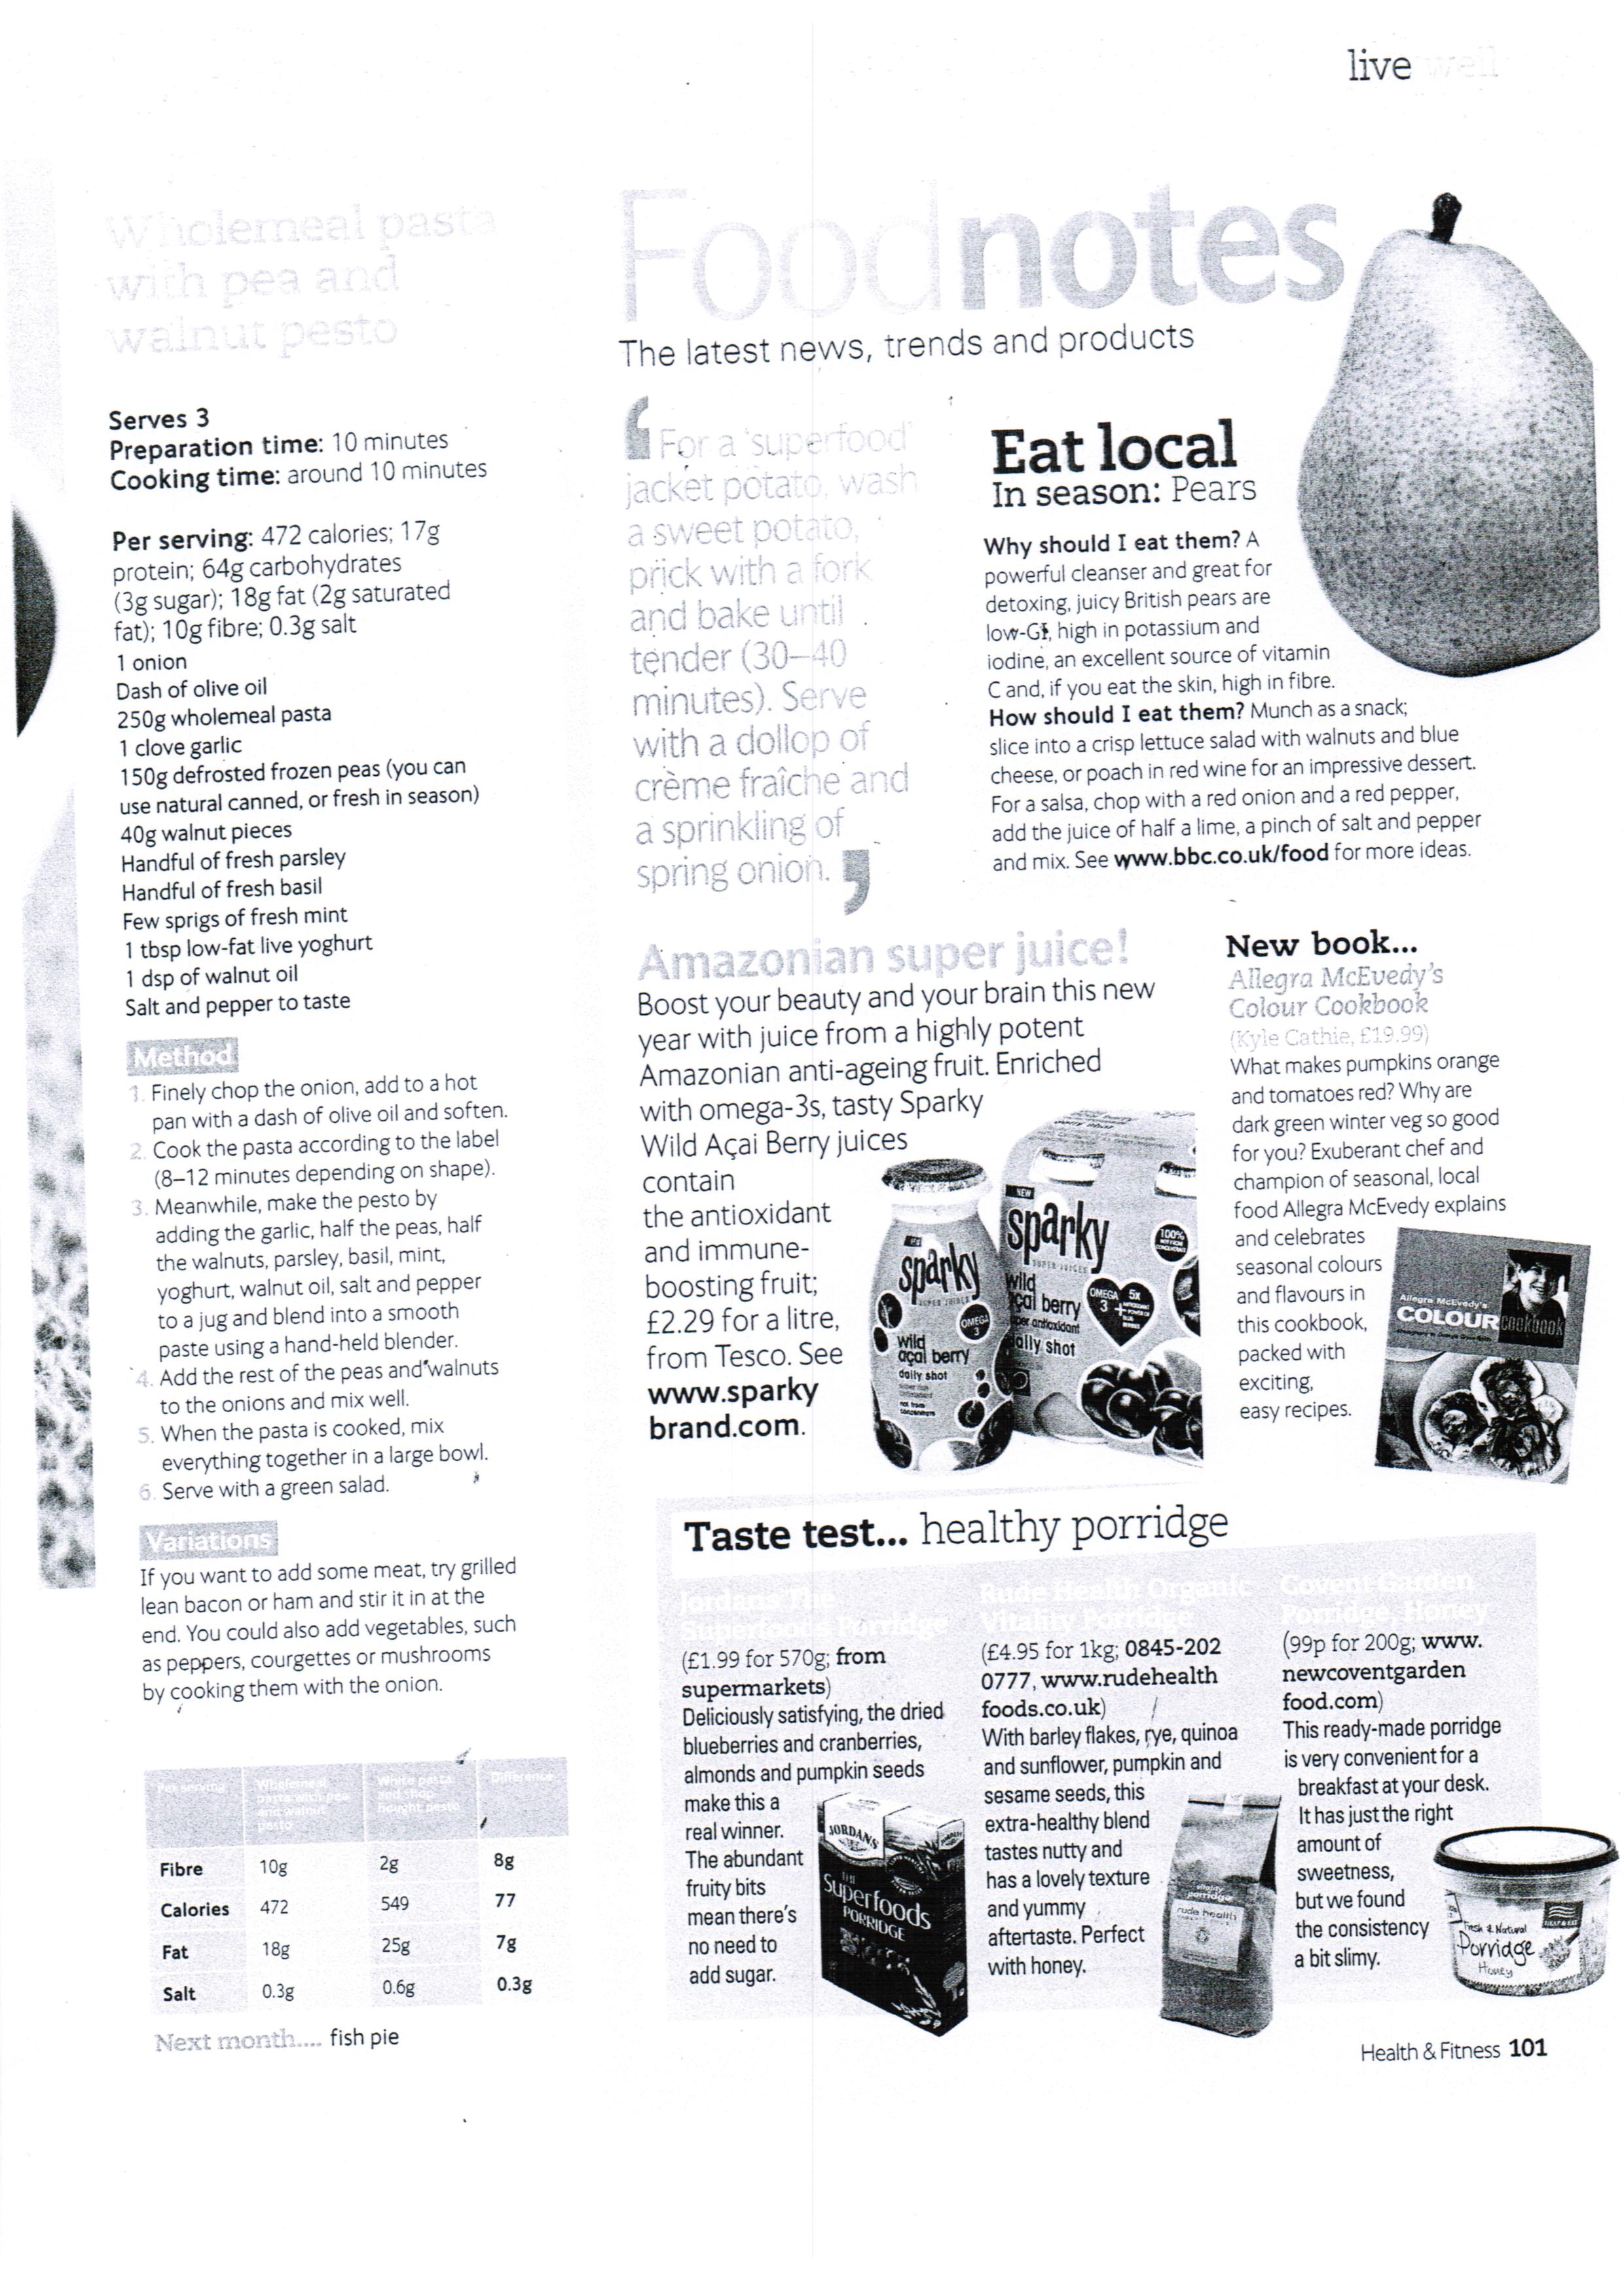 live well
Wholemeal pasta
with pea and
walnut pesto
Serves 3
Preparation time: 10 minutes
Cooking time: around 10 minutes
Per serving: 472 calories; 17g
protein; 64g carbohydrates
(3g sugar); 18g fat (2g saturated
fat); 10g fibre; 0.3g salt
1 onion
Dash of olive oil
250g wholemeal pasta
1 clove garlic
150g defrosted frozen peas (you can
use natural canned, or fresh in season)
40g walnut pieces
Handful of fresh parsley
Handful of fresh basil
Few sprigs of fresh mint
1 tbsp low-fat live yoghurt
1 dsp of walnut oil
Salt and pepper to taste
Method
1. Finely chop the onion, add to a hot
pan with a dash of olive oil and soften.
2. Cook the pasta according to the label
(8–12 minutes depending on shape).
3. Meanwhile, make the pesto by
adding the garlic, half the peas, half
the walnuts, parsley, basil, mint,
yoghurt, walnut oil, salt and pepper
to a jug and blend into a smooth
paste using a hand-held blender.
4. Add the rest of the peas and walnuts
to the onions and mix well.
5. When the pasta is cooked, mix
everything together in a large bowl.
6. Serve with a green salad.
Variations
If you want to add some meat, try grilled
lean bacon or ham and stir it in at the
end. You could also add vegetables, such
as peppers, courgettes or mushrooms
by cooking them with the onion.
Per serving
Wholemeal
pasta with pea
and walnut
pesto
White pasta
and shop
bought pesto
Difference
Fibre 10g 2g 8g
Calories 472 549 77
Fat 18g 25g 7g
Salt 0.3g 0.6g 0.3g
Next month.... fish pie
Foodnotes
The latest news, trends and products
‘For a ‘superfood’
jacket potato, wash
a sweet potato,
prick with a fork
and bake until
tender (30–40
minutes). Serve
with a dollop of
crème fraîche and
a sprinkling of
spring onion.’
Eat local
In season: Pears
Why should I eat them? A
powerful cleanser and great for
detoxing, juicy British pears are
low-GI, high in potassium and
iodine, an excellent source of vitamin
C and, if you eat the skin, high in fibre.
How should I eat them? Munch as a snack;
slice into a crisp lettuce salad with walnuts and blue
cheese, or poach in red wine for an impressive dessert.
For a salsa, chop with a red onion and a red pepper,
add the juice of half a lime, a pinch of salt and pepper
and mix. See www.bbc.co.uk/food for more ideas.
Amazonian super juice!
Boost your beauty and your brain this new
year with juice from a highly potent
Amazonian anti-ageing fruit. Enriched
with omega-3s, tasty Sparky
Wild Açai Berry juices
contain
the antioxidant
and immune-
boosting fruit;
£2.29 for a litre,
from Tesco. See
www.sparky
brand.com.
sparky
SUPER JUICES
OMEGA
3
wild
açai berry
daily shot
NEW
sparky
SUPER JUICES
100%
wild
açai berry
super antioxidant
daily shot
OMEGA
3
5x
New book...
Allegra McEvedy's
Colour Cookbook
(Kyle Cathie, £19.99)
What makes pumpkins orange
and tomatoes red? Why are
dark green winter veg so good
for you? Exuberant chef and
champion of seasonal, local
food Allegra McEvedy explains
and celebrates
seasonal colours
and flavours in
this cookbook,
packed with
exciting,
easy recipes.
Allegra McEvedy's
COLOUR cookbook
Taste test... healthy porridge
Jordans The
Superfoods Porridge
(£1.99 for 570g; from
supermarkets)
Deliciously satisfying, the dried
blueberries and cranberries,
almonds and pumpkin seeds
make this a
real winner.
The abundant
fruity bits
mean there's
no need to
add sugar.
JORDANS
THE
Superfoods
PORRIDGE
Rude Health Organic
Vitality Porridge
(£4.95 for 1kg; 0845-202
0777, www.rudehealth
foods.co.uk)
With barley flakes, rye, quinoa
and sunflower, pumpkin and
sesame seeds, this
extra-healthy blend
tastes nutty and
has a lovely texture
and yummy
aftertaste. Perfect
with honey.
vitality
porridge
rude health
Covent Garden
Porridge, Honey
(99p for 200g; www.
newcoventgarden
food.com)
This ready-made porridge
is very convenient for a
breakfast at your desk.
It has just the right
amount of
sweetness,
but we found
the consistency
a bit slimy.
Fresh & Natural
Porridge
Honey
Health & Fitness 101